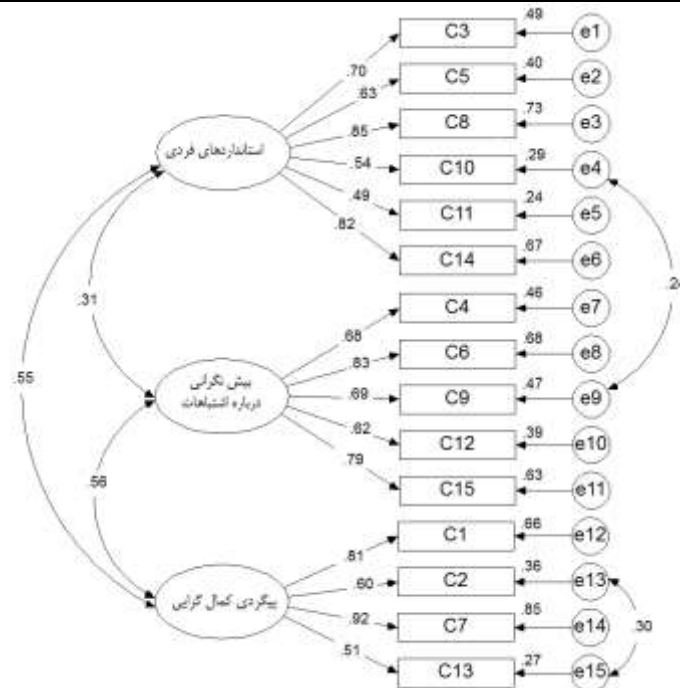 .49
C3
e1
.70
.40
C5
e2
.63
.73
C8
e3
.85
استانداردهای فردی
.29
C10
e4
.54
.24
C11
e5
.49
.67
C14
e6
.82
.24
.31
.46
C4
e7
.68
.68
C6
e8
.83
.55
بیش نگرانی
درباره اشتباهات
.47
C9
e9
.69
.39
C12
e10
.62
.63
C15
e11
.79
.56
.66
C1
e12
.81
.36
C2
e13
.60
پیگردی کمال گرایی
.85
C7
e14
.92
.30
.27
C13
e15
.51